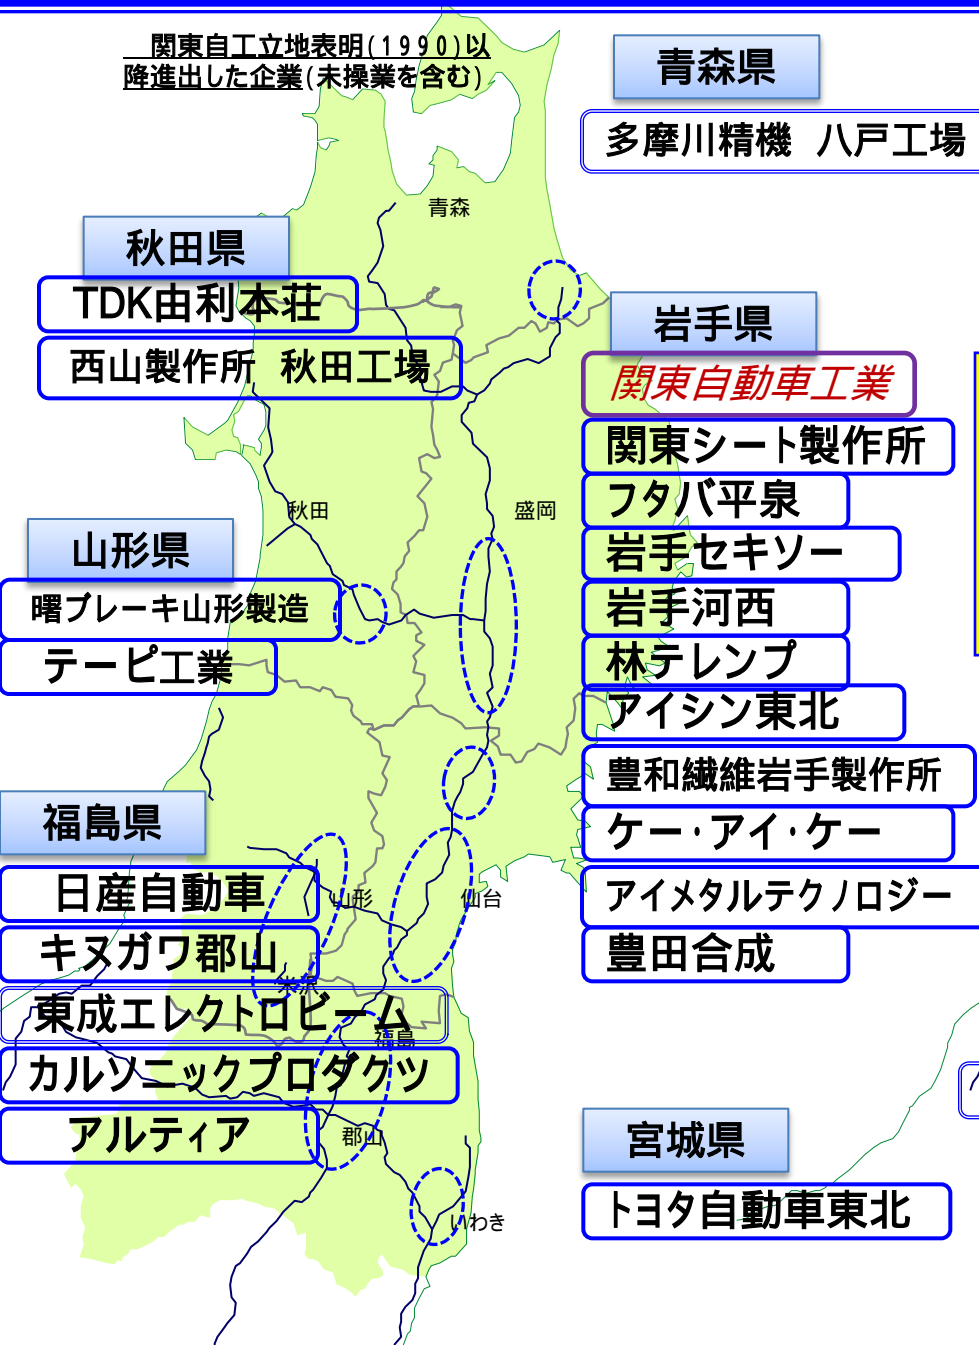 関東自工立地表明(1990)以
降進出した企業(未操業を含む)
青森県
多摩川精機 八戸工場
青森
秋田県
TDK由利本荘
西山製作所 秋田工場
岩手県
関東自動車工業
関東シート製作所
フタバ平泉
岩手セキソー
岩手河西
林テレンプ
アイシン東北
豊和繊維岩手製作所
ケー・アイ・ケー
アイメタルテクノロジー
豊田合成
秋田
盛岡
山形県
曙ブレーキ山形製造
テーピ工業
福島県
日産自動車
キヌガワ郡山
東成エレクトロビーム
カルソニックプロダクツ
アルティア
山形
仙台
米沢
福島
郡山
いわき
宮城県
トヨタ自動車東北